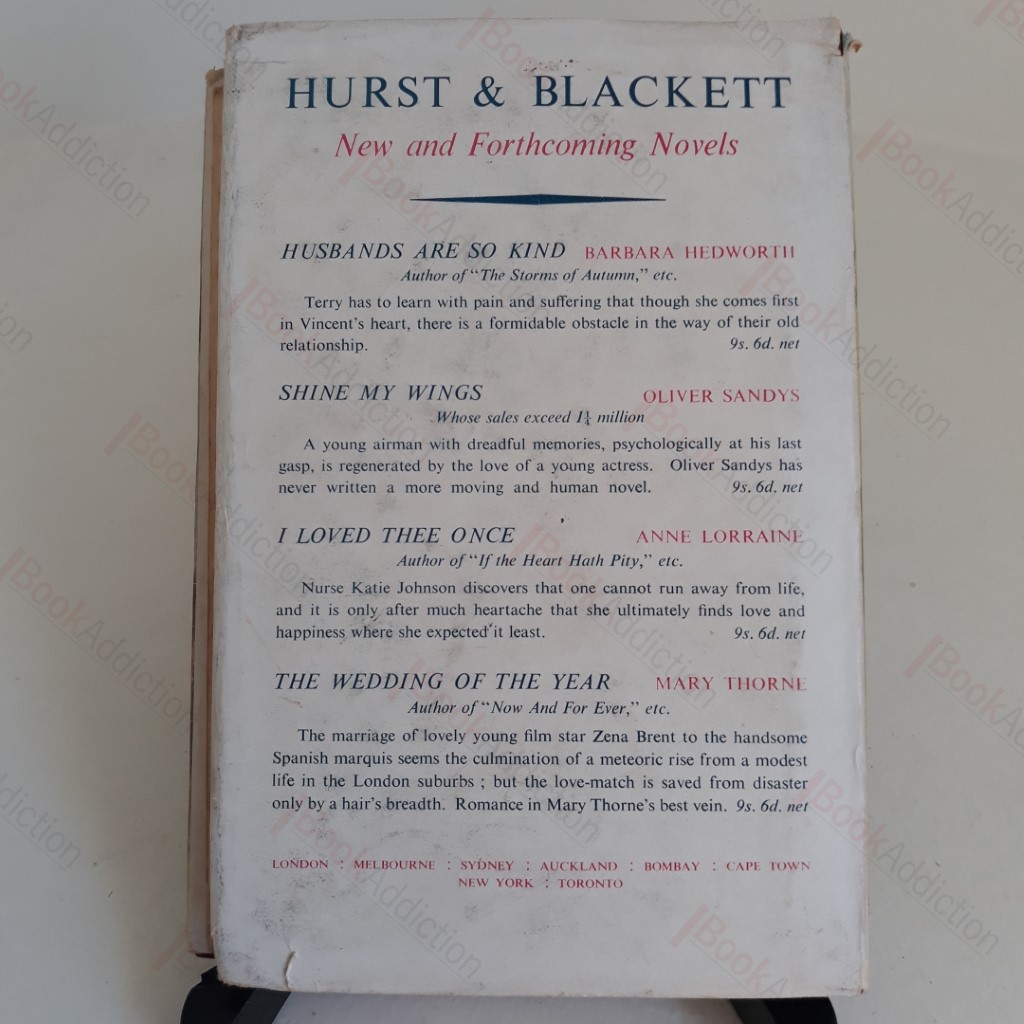 HURST & BLACKETT
New and Forthcoming Novels
HUSBANDS ARE SO KIND BARBARA HEDWORTH
Author of "The Storms of Autumn," etc.
Terry has to learn with pain and suffering that though she comes first
in Vincent's heart, there is a formidable obstacle in the way of their old
relationship. 9s. 6d. net
SHINE MY WINGS OLIVER SANDYS
Whose sales exceed 1¼ million
A young airman with dreadful memories, psychologically at his last
gasp, is regenerated by the love of a young actress. Oliver Sandys has
never written a more moving and human novel. 9s. 6d. net
I LOVED THEE ONCE ANNE LORRAINE
Author of "If the Heart Hath Pity," etc.
Nurse Katie Johnson discovers that one cannot run away from life,
and it is only after much heartache that she ultimately finds love and
happiness where she expected it least. 9s. 6d. net
THE WEDDING OF THE YEAR MARY THORNE
Author of "Now And For Ever," etc.
The marriage of lovely young film star Zena Brent to the handsome
Spanish marquis seems the culmination of a meteoric rise from a modest
life in the London suburbs ; but the love-match is saved from disaster
only by a hair's breadth. Romance in Mary Thorne's best vein. 9s. 6d. net
LONDON : MELBOURNE : SYDNEY : AUCKLAND : BOMBAY : CAPE TOWN
NEW YORK : TORONTO
BookAddiction